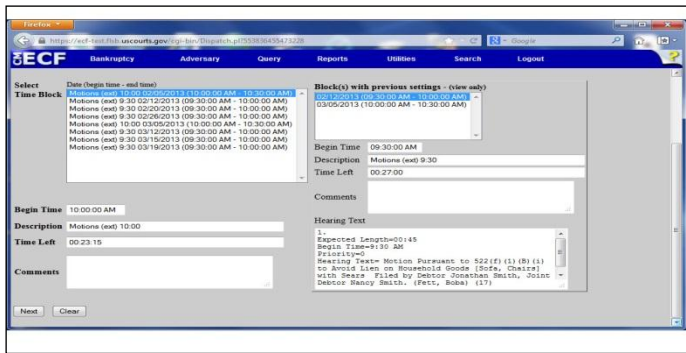 Firefox
https://ecf-test.flsb.uscourts.gov/cgi-bin/Dispatch.pl?553836455473228
Google
ECF Bankruptcy Adversary Query Reports Utilities Search Logout
Select Time Block
Date (begin time - end time)
Motions (ext) 10:00 02/05/2013 (10:00:00 AM - 10:30:00 AM)
Motions (ext) 9:30 02/12/2013 (09:30:00 AM - 10:00:00 AM)
Motions (ext) 9:30 02/20/2013 (09:30:00 AM - 10:00:00 AM)
Motions (ext) 9:30 02/26/2013 (09:30:00 AM - 10:00:00 AM)
Motions (ext) 10:00 03/05/2013 (10:00:00 AM - 10:30:00 AM)
Motions (ext) 9:30 03/12/2013 (09:30:00 AM - 10:00:00 AM)
Motions (ext) 9:30 03/15/2013 (09:30:00 AM - 10:00:00 AM)
Motions (ext) 9:30 03/19/2013 (09:30:00 AM - 10:00:00 AM)
Begin Time 10:00:00 AM
Description Motions (ext) 10:00
Time Left 00:23:15
Comments
Next Clear
Block(s) with previous settings - (view only)
02/12/2013 (09:30:00 AM - 10:00:00 AM)
03/05/2013 (10:00:00 AM - 10:30:00 AM)
Begin Time 09:30:00 AM
Description Motions (ext) 9:30
Time Left 00:27:00
Comments
Hearing Text
1.
Expected Length=00:45
Begin Time=9:30 AM
Priority=0
Hearing Text= Motion Pursuant to 522(f)(1)(B)(i)
to Avoid Lien on Household Goods [Sofa, Chairs]
with Sears Filed by Debtor Jonathan Smith, Joint
Debtor Nancy Smith. (Fett, Boba) (17)